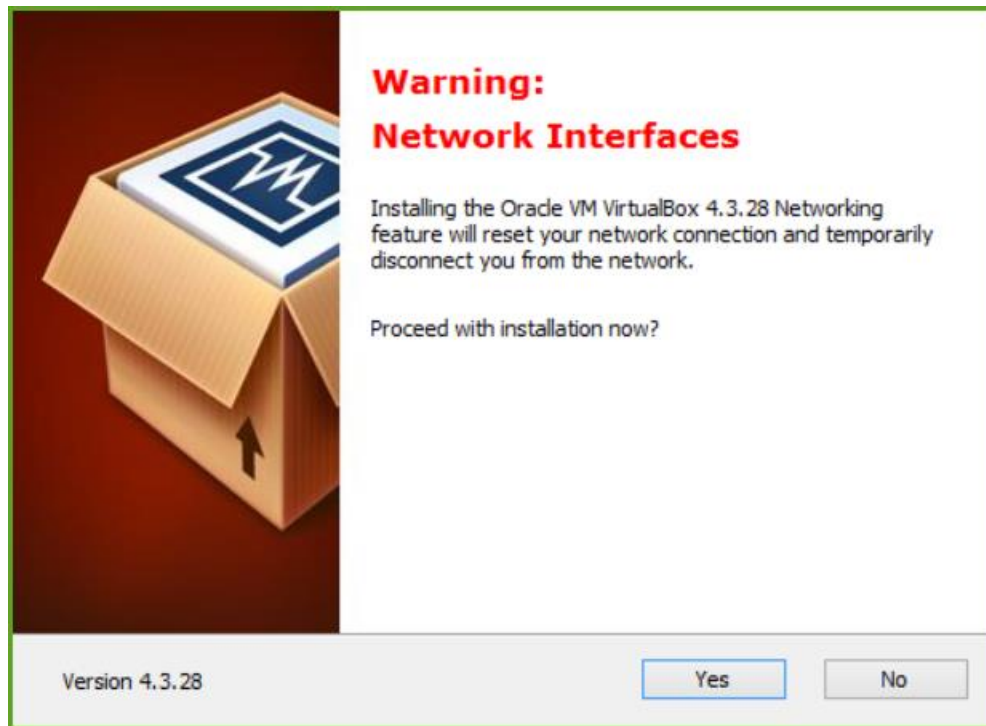 Warning:
Network Interfaces
Installing the Oracle VM VirtualBox 4.3.28 Networking
feature will reset your network connection and temporarily
disconnect you from the network.
Proceed with installation now?
Version 4.3.28
Yes
No